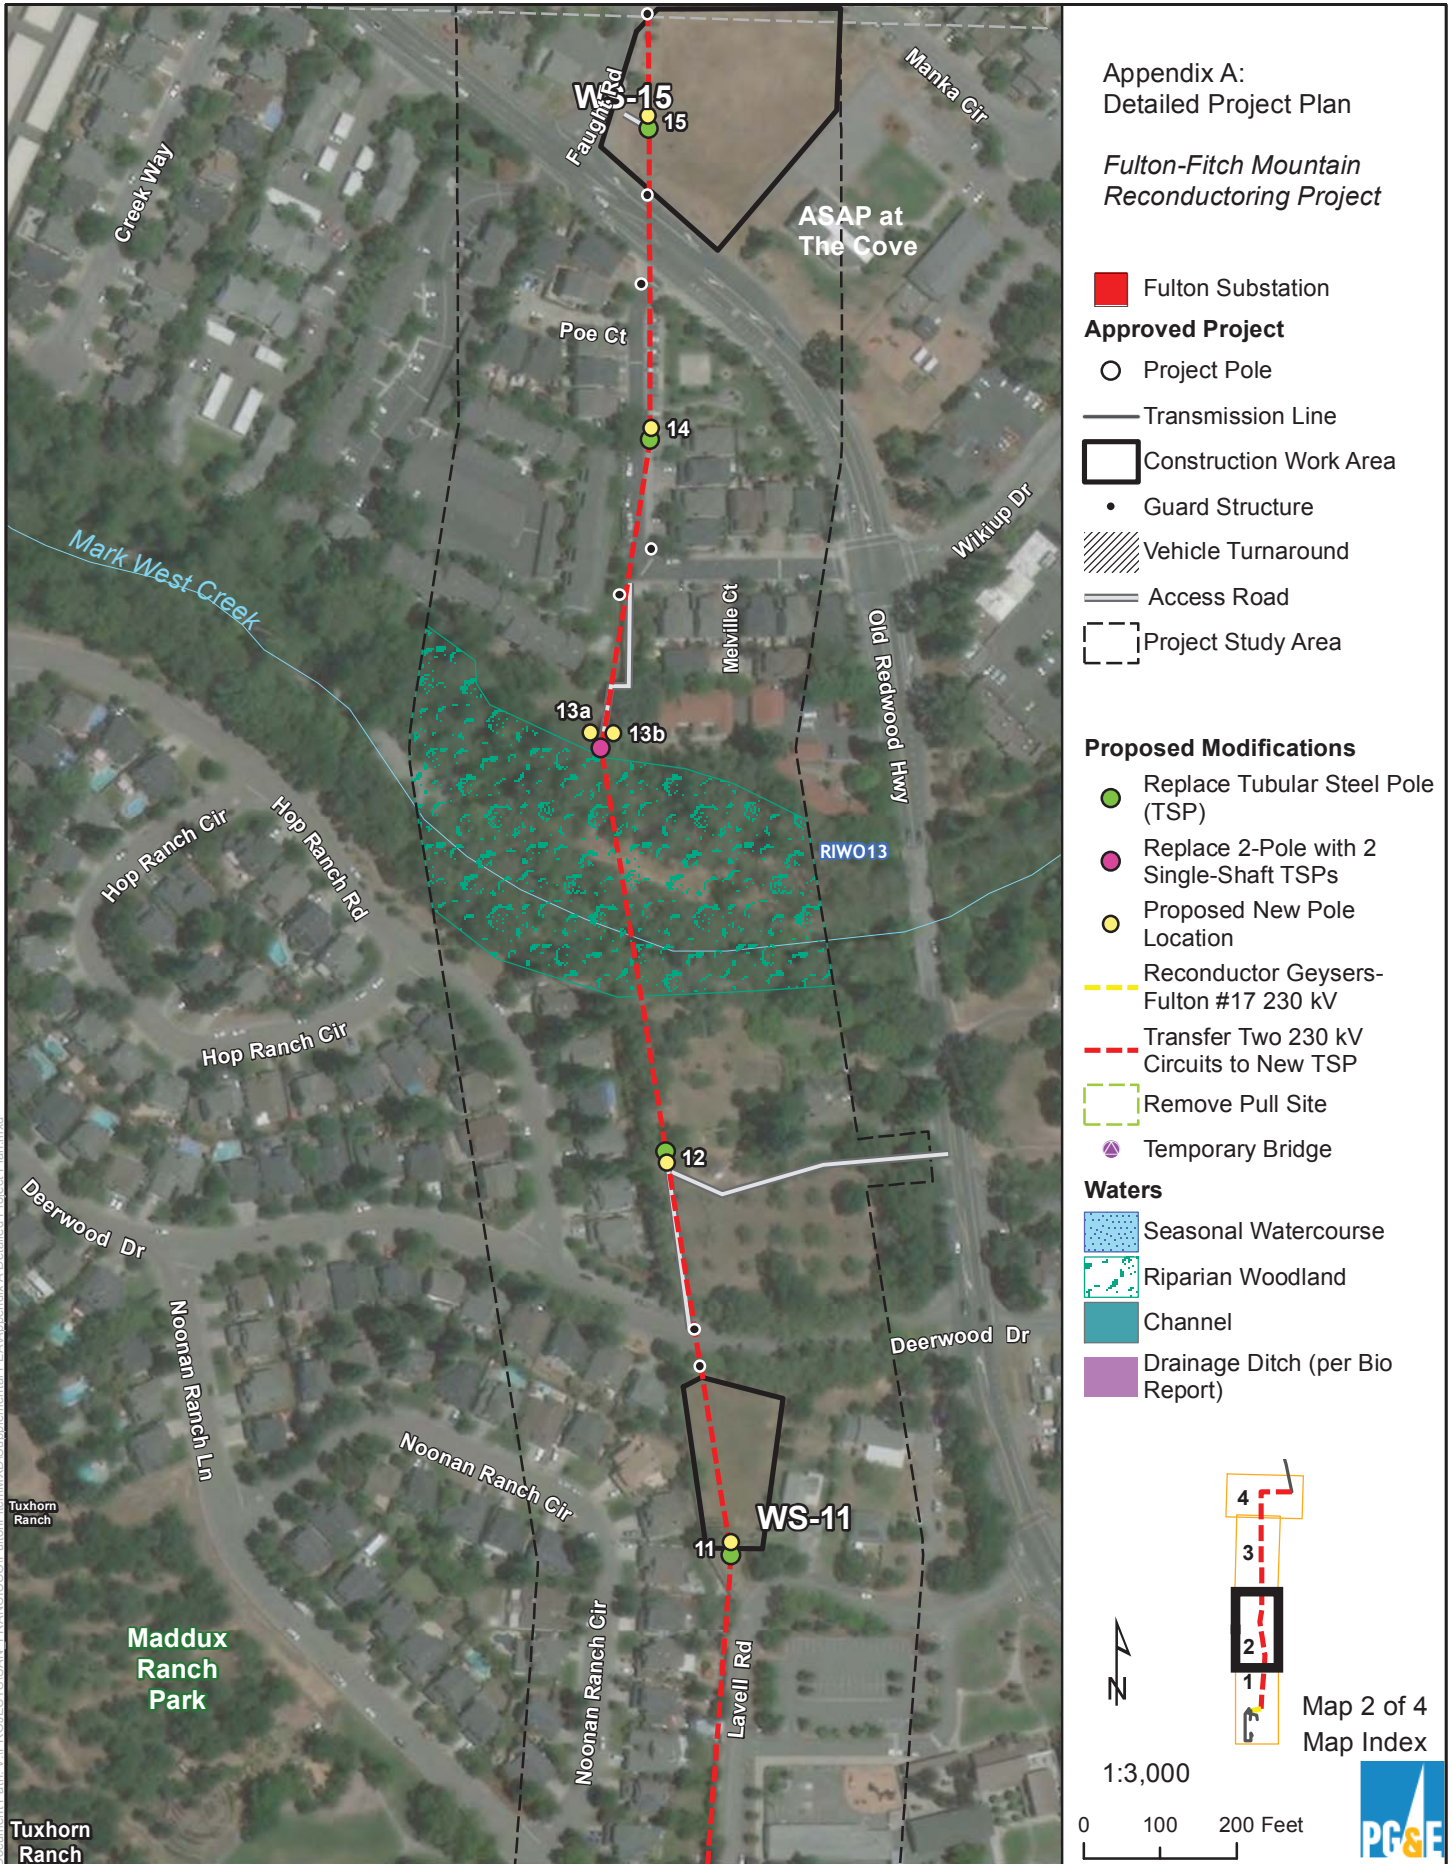 Appendix A:
Detailed Project Plan
Fulton-Fitch Mountain
Reconductoring Project
Fulton Substation
Approved Project
Project Pole
Transmission Line
Construction Work Area
Guard Structure
Vehicle Turnaround
Access Road
Project Study Area
Proposed Modifications
Replace Tubular Steel Pole
(TSP)
Replace 2-Pole with 2
Single-Shaft TSPs
Proposed New Pole
Location
Reconductor Geysers-
Fulton #17 230 kV
Transfer Two 230 kV
Circuits to New TSP
Remove Pull Site
Temporary Bridge
Waters
Seasonal Watercourse
Riparian Woodland
Channel
Drainage Ditch (per Bio
Report)
4
3
2
1
N
Map 2 of 4
Map Index
1:3,000
0 100 200 Feet
PG&E
WS-15
Faught Rd
15
Manka Cir
Creek Way
ASAP at
The Cove
Poe Ct
14
Wikiup Dr
Mark West Creek
Melville Ct
Old Redwood Hwy
13a
13b
RIWO13
Hop Ranch Cir
Hop Ranch Rd
Hop Ranch Cir
12
Deerwood Dr
Deerwood Dr
Noonan Ranch Ln
Noonan Ranch Cir
Tuxhorn
Ranch
WS-11
11
Maddux
Ranch
Park
Noonan Ranch Cir
Lavell Rd
Tuxhorn
Ranch